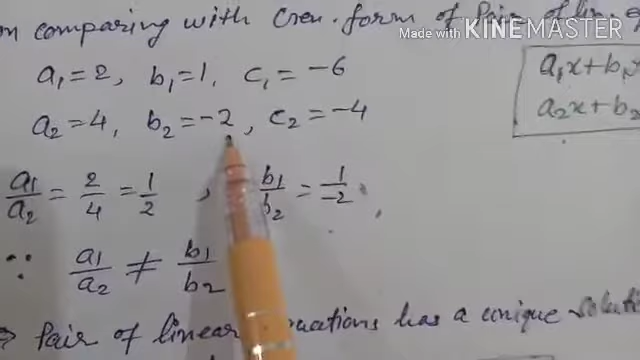 Made with KINEMASTER
on comparing with Gen. form of Pair of lin
a₁=2, b₁=1, c₁=-6
a₁x+b₁
a₂=4, b₂=-2, c₂=-4
a₂x+b₂
a₁/a₂ = 2/4 = 1/2, b₁/b₂ = 1/-2,
∵ a₁/a₂ ≠ b₁/b₂
⇒ Pair of linear has a unique solut